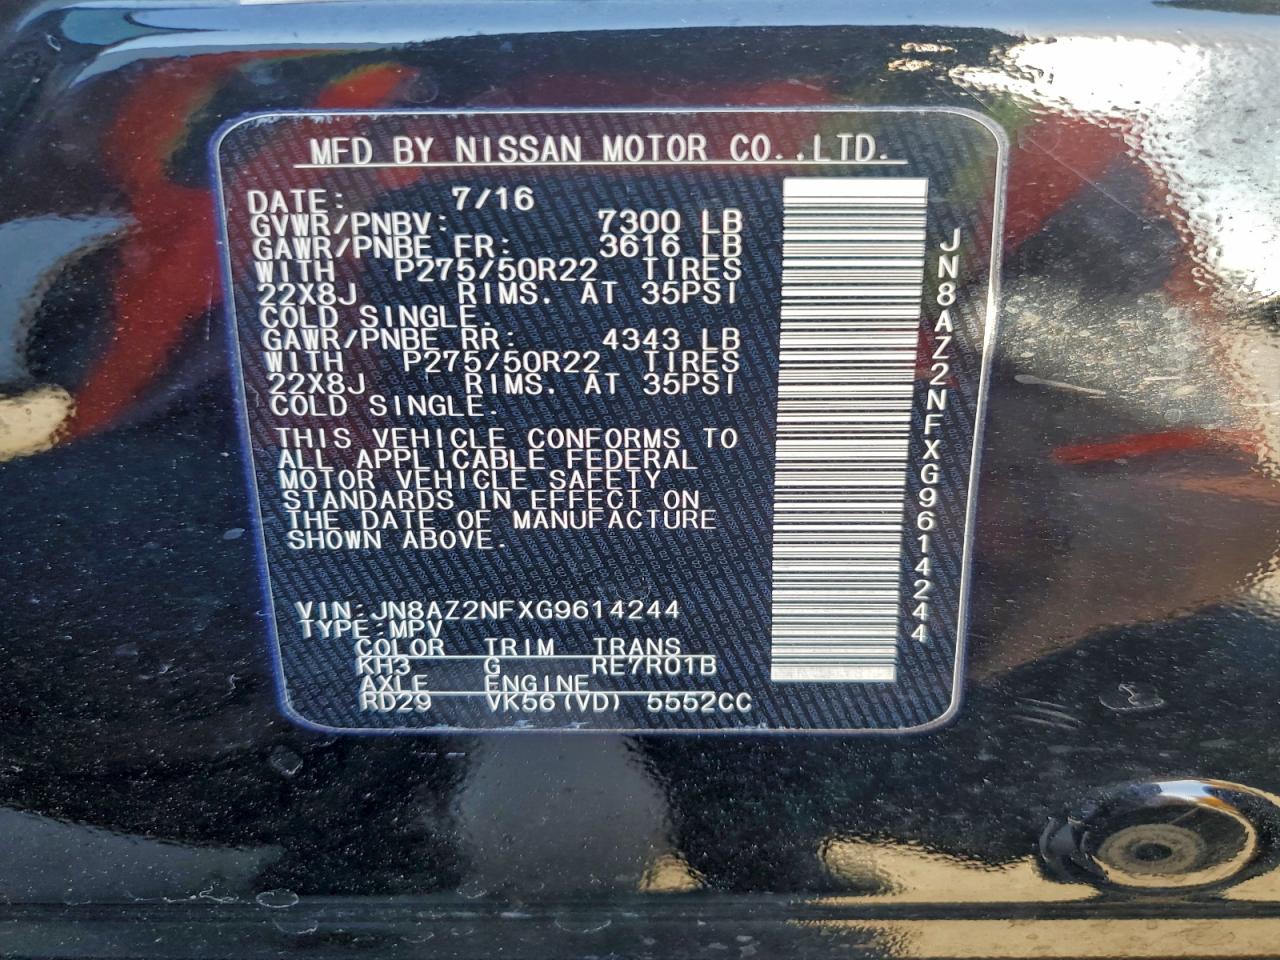 MFD BY NISSAN MOTOR CO.,LTD.
DATE: 7/16
GVWR/PNBV: 7300 LB
GAWR/PNBE FR: 3616 LB
WITH P275/50R22 TIRES
22X8J RIMS. AT 35PSI
COLD SINGLE.
GAWR/PNBE RR: 4343 LB
WITH P275/50R22 TIRES
22X8J RIMS. AT 35PSI
COLD SINGLE.
THIS VEHICLE CONFORMS TO
ALL APPLICABLE FEDERAL
MOTOR VEHICLE SAFETY
STANDARDS IN EFFECT ON
THE DATE OF MANUFACTURE
SHOWN ABOVE.
VIN:JN8AZ2NFXG9614244
TYPE:MPV
COLOR TRIM TRANS
KH3 G RE7R01B
AXLE ENGINE
RD29 VK56(VD) 5552CC
JN8AZ2NFXG9614244